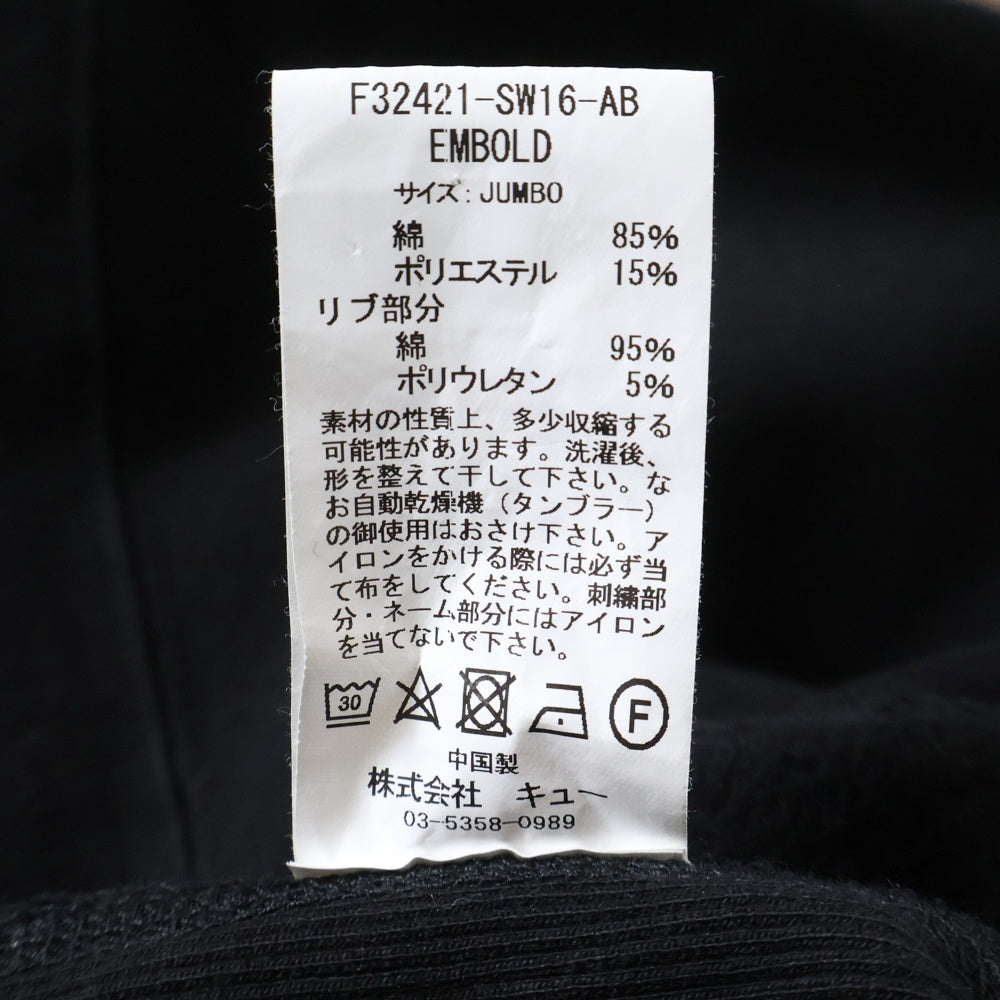 F32421-SW16-AB
EMBOLD
サイズ: JUMBO
綿 85%
ポリエステル 15%
リブ部分
綿 95%
ポリウレタン 5%
素材の性質上、多少収縮する
可能性があります。洗濯後、
形を整えて干して下さい。な
お自動乾燥機（タンブラー）
の御使用はおさけ下さい。ア
イロンをかける際には必ず当
て布をしてください。刺繍部
分・ネーム部分にはアイロン
を当てないで下さい。
30 F
中国製
株式会社 キュー
03-5358-0989